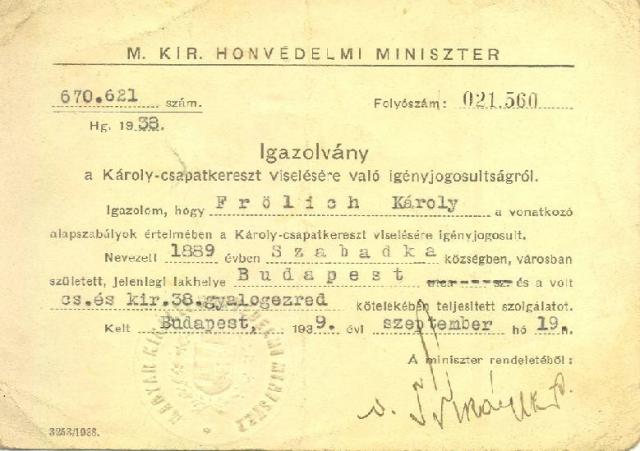 M. KIR. HONVÉDELMI MINISZTER
670.621 szám. Folyószám: 021.560
Hg. 1938.
Igazolvány
a Károly-csapatkereszt viselésére való igényjogosultságról.
Igazolom, hogy Frölich Károly a vonatkozó
alapszabályok értelmében a Károly-csapatkereszt viselésére igényjogosult.
Nevezett 1889 évben Szabadka községben, városban
született, jelenlegi lakhelye Budapest és a volt
cs.és kir.38.gyalogezred kötelékében teljesített szolgálatot.
Kelt Budapest, 1939. évi szeptember hó 19n.
A miniszter rendeletéből:
3253/1938.